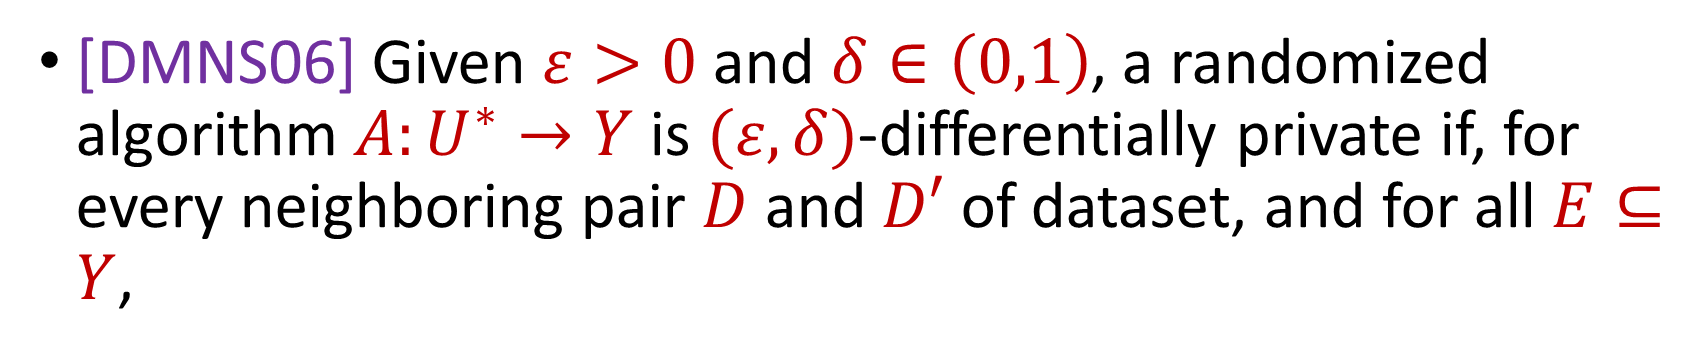 • [DMNS06] Given 𝜀 > 0 and 𝛿 ∈ (0,1), a randomized
algorithm 𝐴: 𝑈* → 𝑌 is (𝜀, 𝛿)-differentially private if, for
every neighboring pair 𝐷 and 𝐷′ of dataset, and for all 𝐸 ⊆
𝑌,